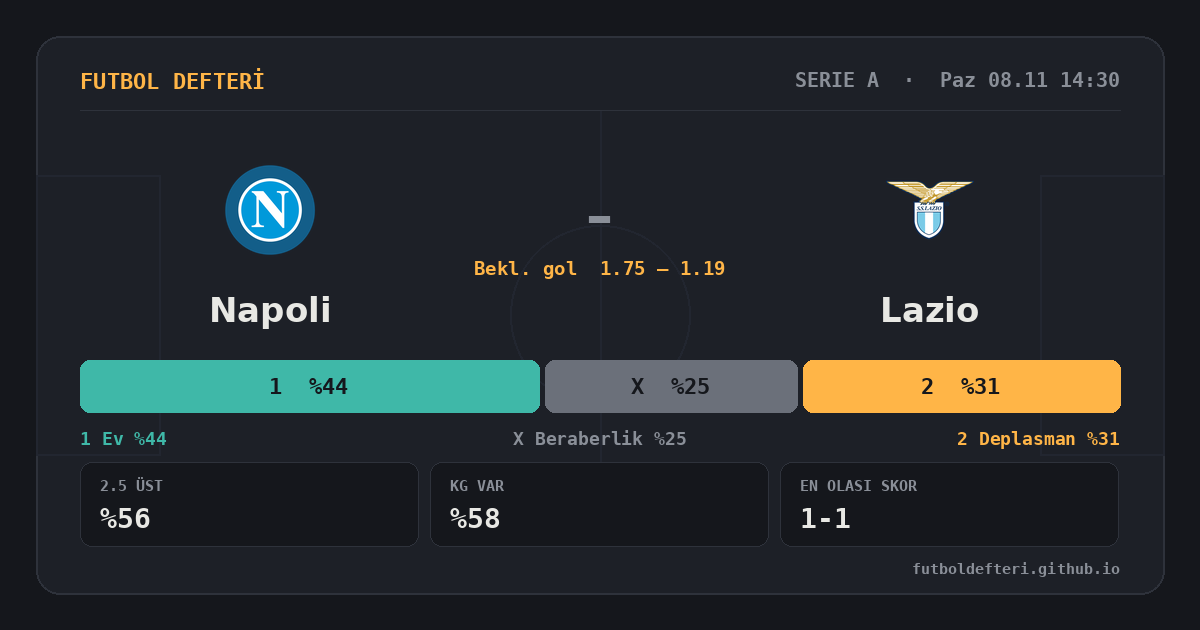 FUTBOL DEFTERİ
SERIE A · Paz 08.11 14:30
N
S.S.LAZIO
–
Bekl. gol 1.75 – 1.19
Napoli
Lazio
1 %44
X %25
2 %31
1 Ev %44
X Beraberlik %25
2 Deplasman %31
2.5 ÜST
%56
KG VAR
%58
EN OLASI SKOR
1-1
futboldefteri.github.io